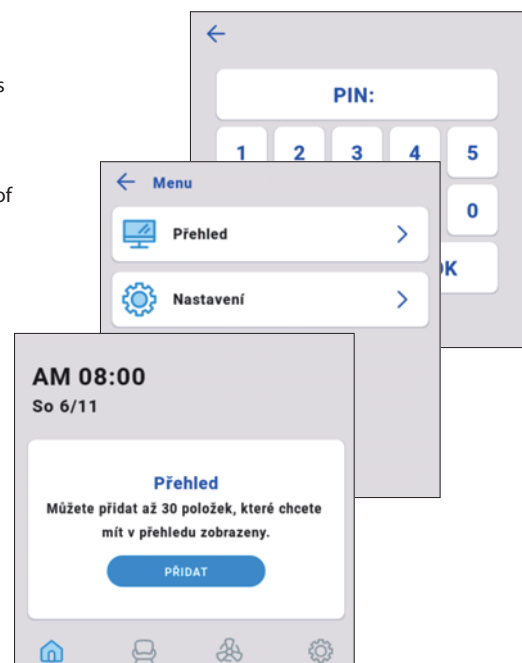 PIN:
1 2 3 4 5
0
Menu
Přehled
Nastavení
AM 08:00
So 6/11
Přehled
Můžete přidat až 30 položek, které chcete
mít v přehledu zobrazeny.
PŘIDAT
of